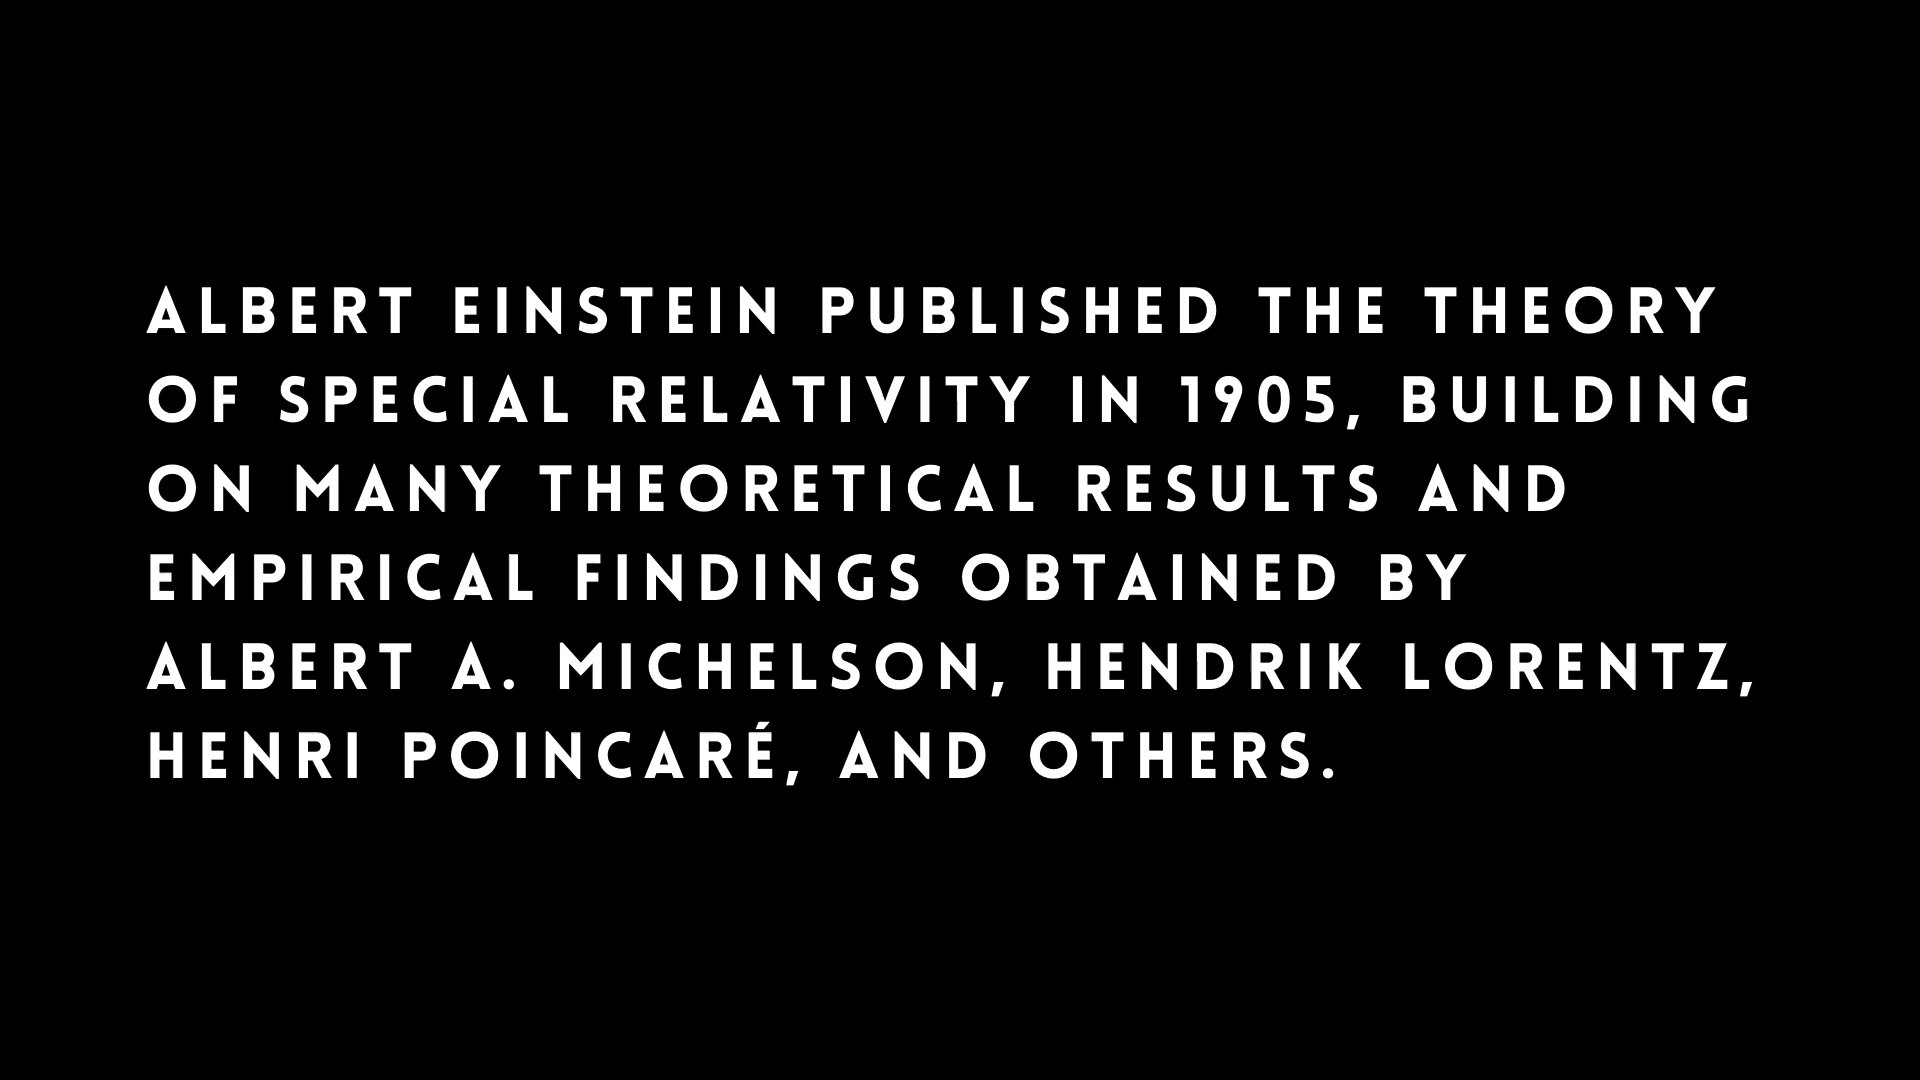 ALBERT EINSTEIN PUBLISHED THE THEORY
OF SPECIAL RELATIVITY IN 1905, BUILDING
ON MANY THEORETICAL RESULTS AND
EMPIRICAL FINDINGS OBTAINED BY
ALBERT A. MICHELSON, HENDRIK LORENTZ,
HENRI POINCARÉ, AND OTHERS.